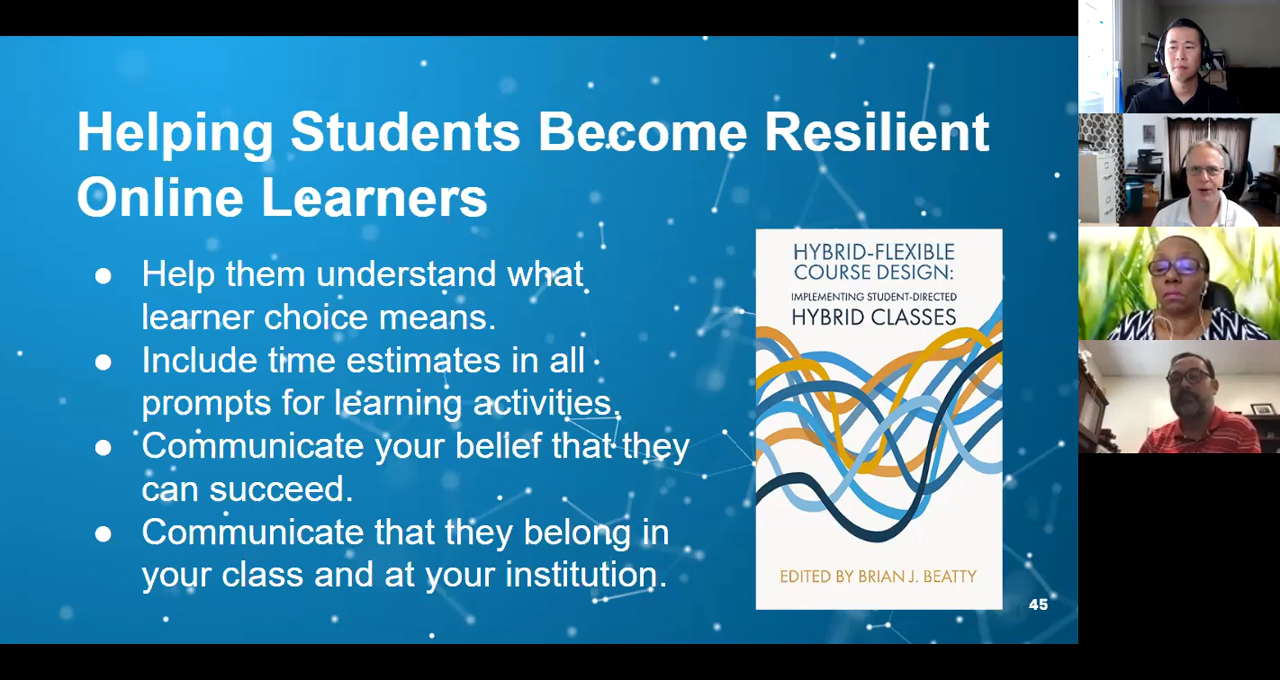 Helping Students Become Resilient
Online Learners
● Help them understand what
learner choice means.
● Include time estimates in all
prompts for learning activities.
● Communicate your belief that they
can succeed.
● Communicate that they belong in
your class and at your institution.
HYBRID-FLEXIBLE
COURSE DESIGN:
IMPLEMENTING STUDENT-DIRECTED
HYBRID CLASSES
EDITED BY BRIAN J. BEATTY
45